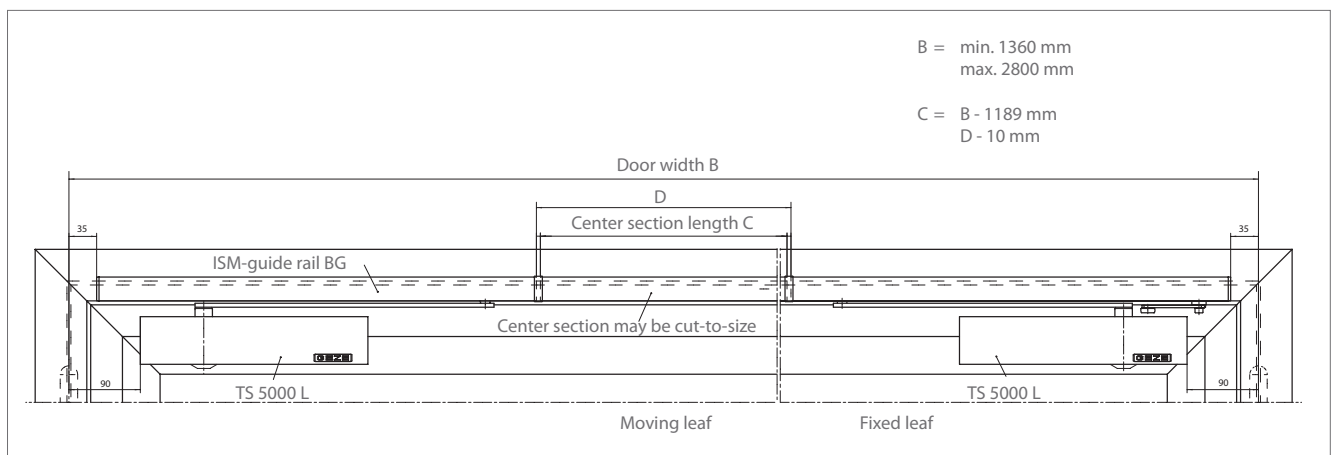 B = min. 1360 mm
max. 2800 mm
C = B - 1189 mm
D - 10 mm
Door width B
D
Center section length C
35
35
ISM-guide rail BG
Center section may be cut-to-size
GEZE
GEZE
90
TS 5000 L
TS 5000 L
90
Moving leaf
Fixed leaf